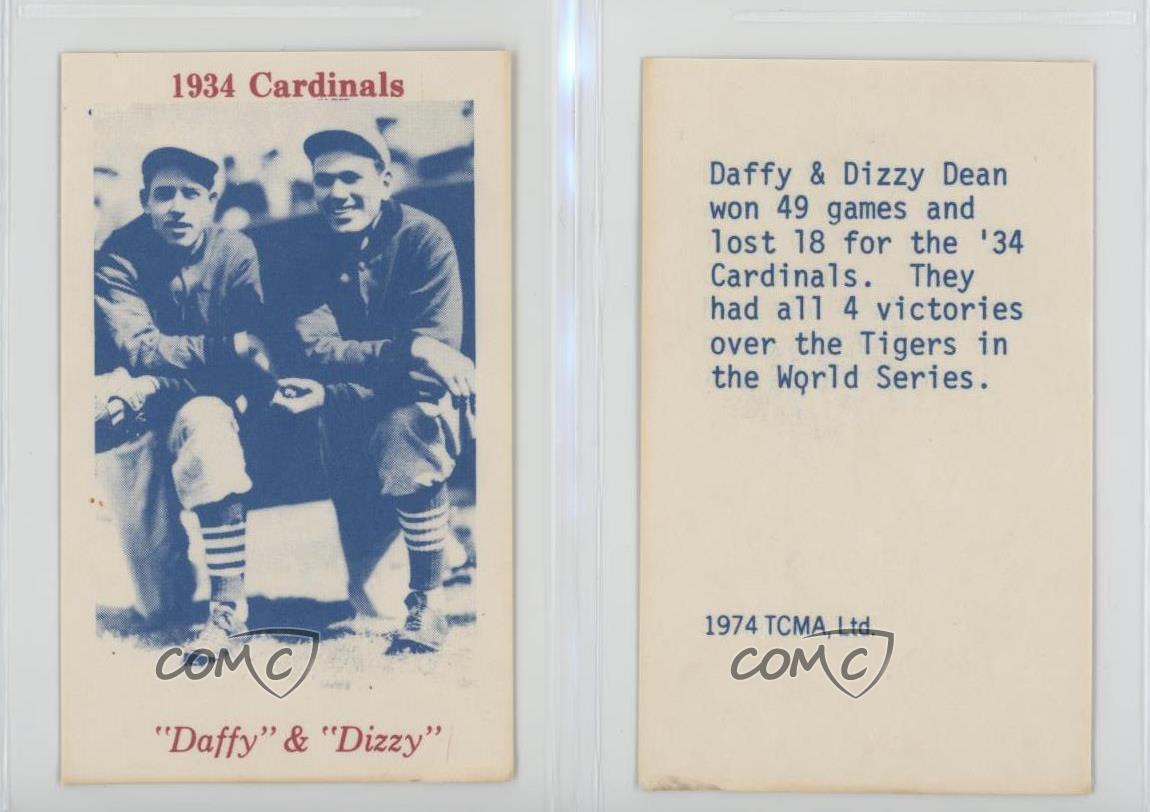 1934 Cardinals
"Daffy" & "Dizzy"
COMC
Daffy & Dizzy Dean
won 49 games and
lost 18 for the '34
Cardinals. They
had all 4 victories
over the Tigers in
the World Series.
1974 TCMA, Ltd.
COMC